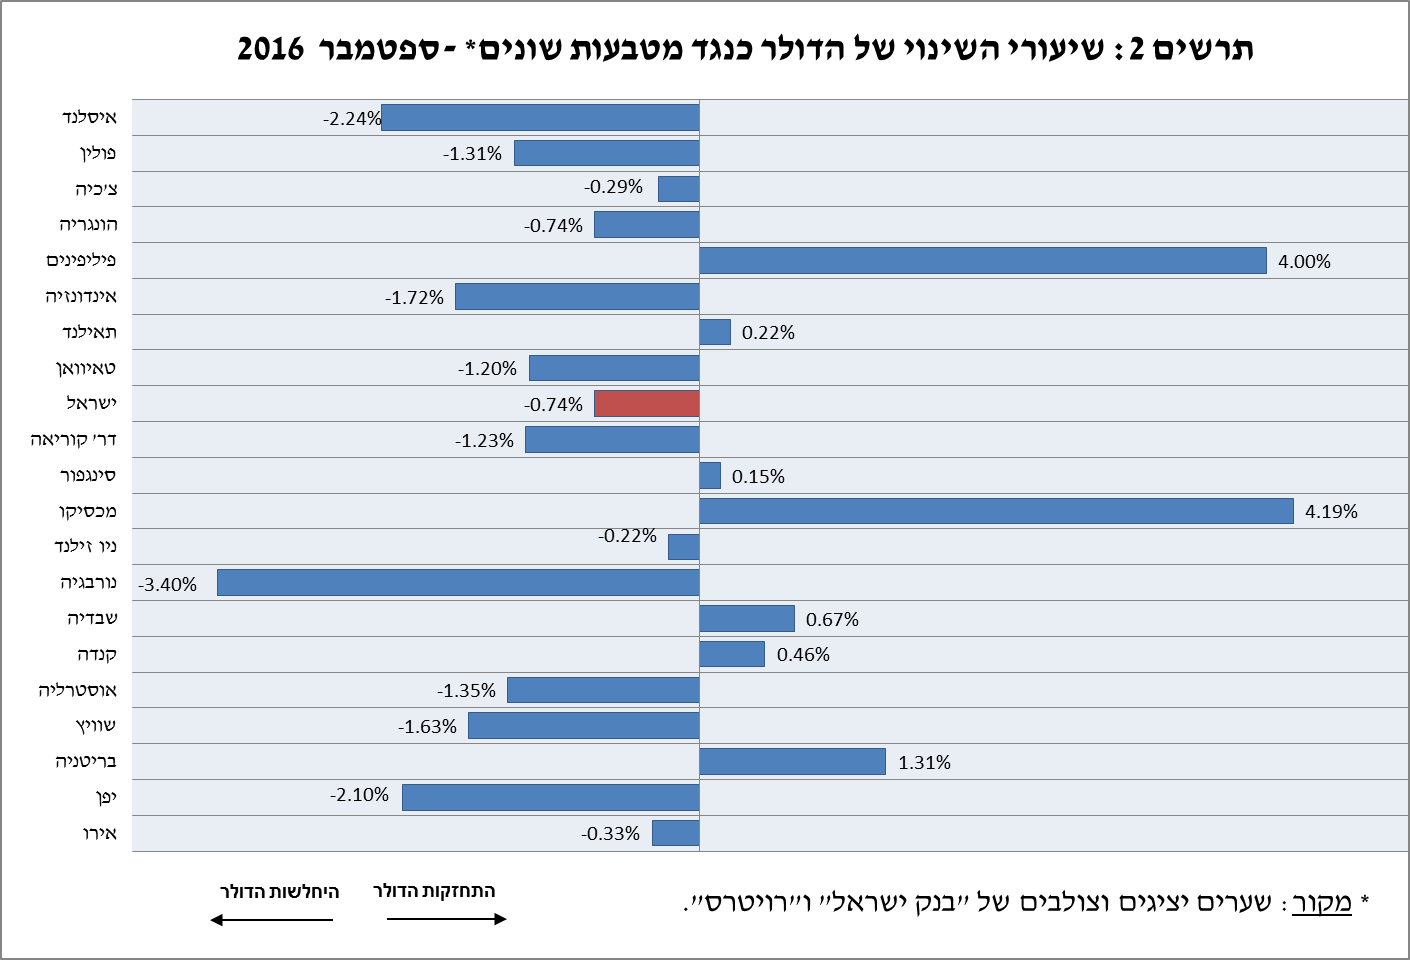 תרשים 2: שיעורי השינוי של הדולר כנגד מטבעות שונים* - ספטמבר 2016
איסלנד -2.24%
פולין -1.31%
צ'כיה -0.29%
הונגריה -0.74%
פיליפינים 4.00%
אינדונזיה -1.72%
תאילנד 0.22%
טאיוואן -1.20%
ישראל -0.74%
דר' קוריאה -1.23%
סינגפור 0.15%
מכסיקו 4.19%
ניו זילנד -0.22%
נורבגיה -3.40%
שבדיה 0.67%
קנדה 0.46%
אוסטרליה -1.35%
שוויץ -1.63%
בריטניה 1.31%
יפן -2.10%
אירו -0.33%
התחזקות הדולר
היחלשות הדולר
* מקור: שערים יציגים וצולבים של "בנק ישראל" ו"רויטרס".